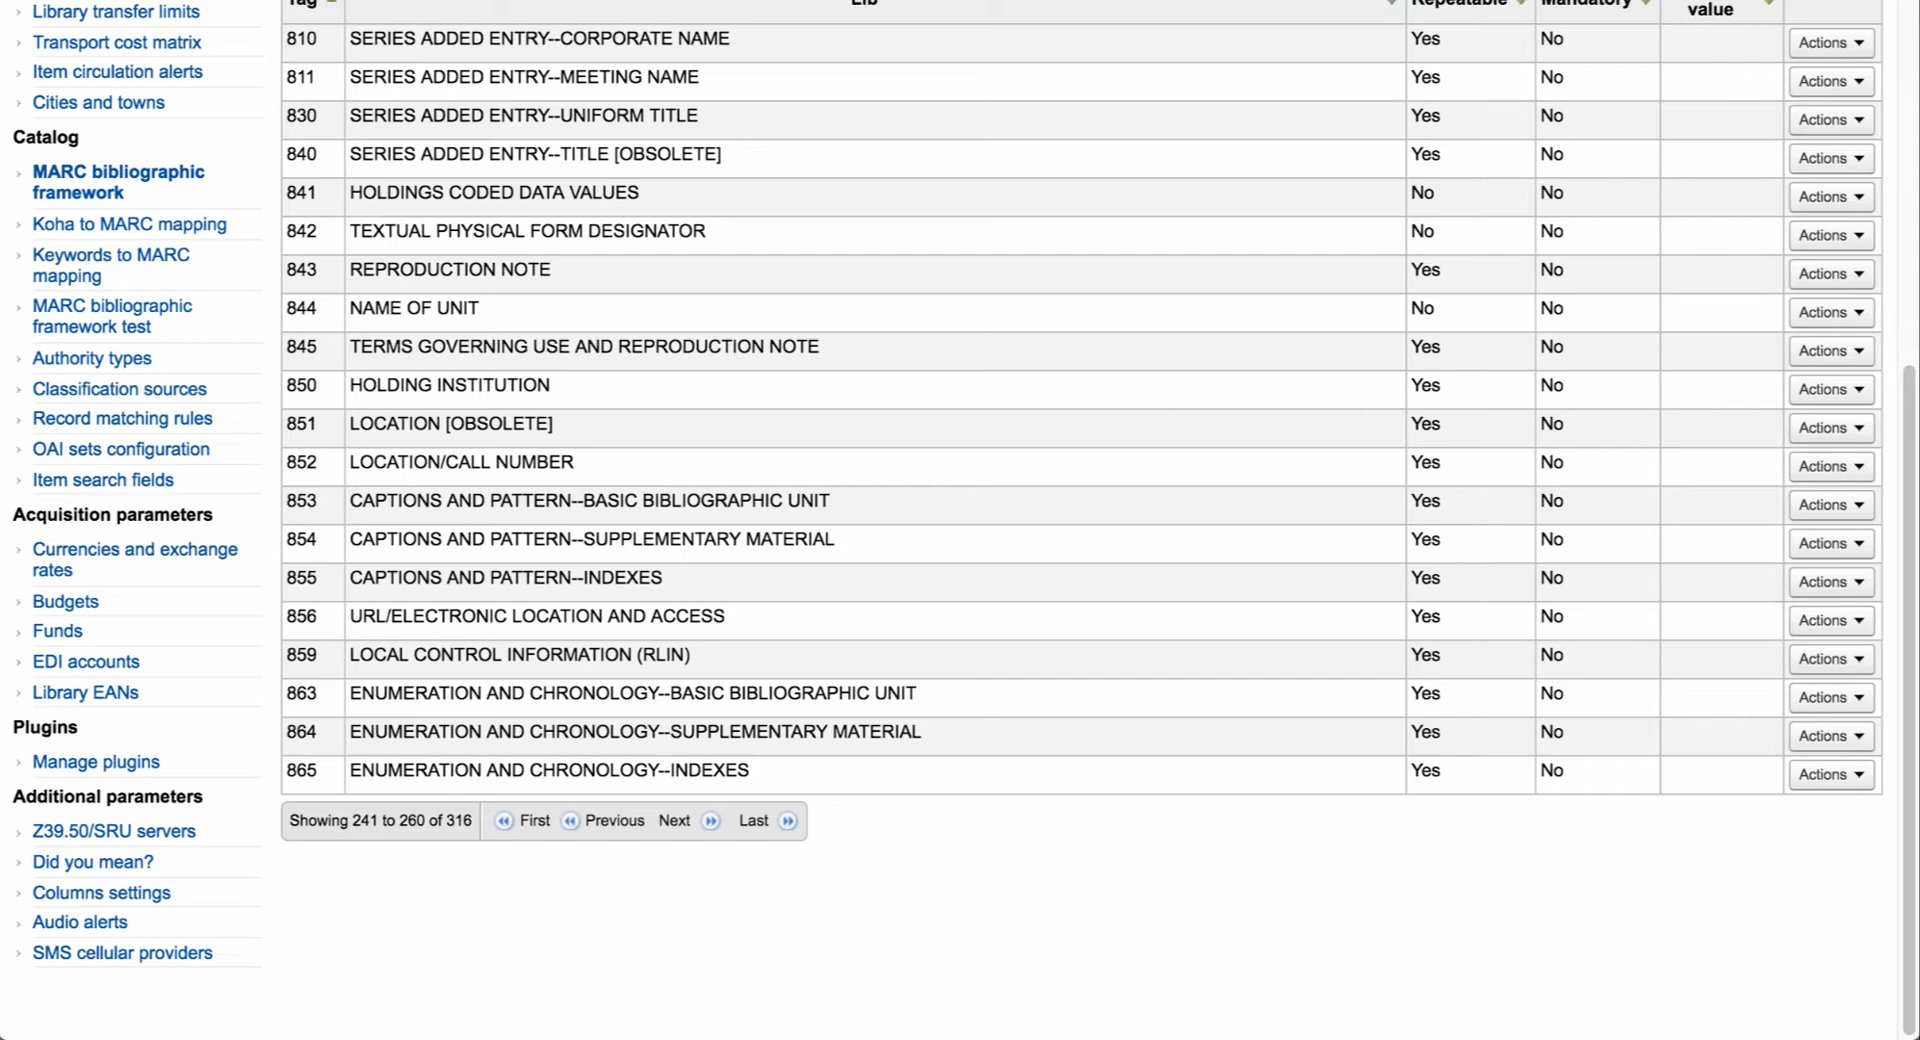 Library transfer limits
Transport cost matrix
Item circulation alerts
Cities and towns
Catalog
MARC bibliographic
framework
Koha to MARC mapping
Keywords to MARC
mapping
MARC bibliographic
framework test
Authority types
Classification sources
Record matching rules
OAI sets configuration
Item search fields
Acquisition parameters
Currencies and exchange
rates
Budgets
Funds
EDI accounts
Library EANs
Plugins
Manage plugins
Additional parameters
Z39.50/SRU servers
Did you mean?
Columns settings
Audio alerts
SMS cellular providers
Tag Lib Repeatable Mandatory value
810 SERIES ADDED ENTRY--CORPORATE NAME Yes No Actions
811 SERIES ADDED ENTRY--MEETING NAME Yes No Actions
830 SERIES ADDED ENTRY--UNIFORM TITLE Yes No Actions
840 SERIES ADDED ENTRY--TITLE [OBSOLETE] Yes No Actions
841 HOLDINGS CODED DATA VALUES No No Actions
842 TEXTUAL PHYSICAL FORM DESIGNATOR No No Actions
843 REPRODUCTION NOTE Yes No Actions
844 NAME OF UNIT No No Actions
845 TERMS GOVERNING USE AND REPRODUCTION NOTE Yes No Actions
850 HOLDING INSTITUTION Yes No Actions
851 LOCATION [OBSOLETE] Yes No Actions
852 LOCATION/CALL NUMBER Yes No Actions
853 CAPTIONS AND PATTERN--BASIC BIBLIOGRAPHIC UNIT Yes No Actions
854 CAPTIONS AND PATTERN--SUPPLEMENTARY MATERIAL Yes No Actions
855 CAPTIONS AND PATTERN--INDEXES Yes No Actions
856 URL/ELECTRONIC LOCATION AND ACCESS Yes No Actions
859 LOCAL CONTROL INFORMATION (RLIN) Yes No Actions
863 ENUMERATION AND CHRONOLOGY--BASIC BIBLIOGRAPHIC UNIT Yes No Actions
864 ENUMERATION AND CHRONOLOGY--SUPPLEMENTARY MATERIAL Yes No Actions
865 ENUMERATION AND CHRONOLOGY--INDEXES Yes No Actions
Showing 241 to 260 of 316 First Previous Next Last